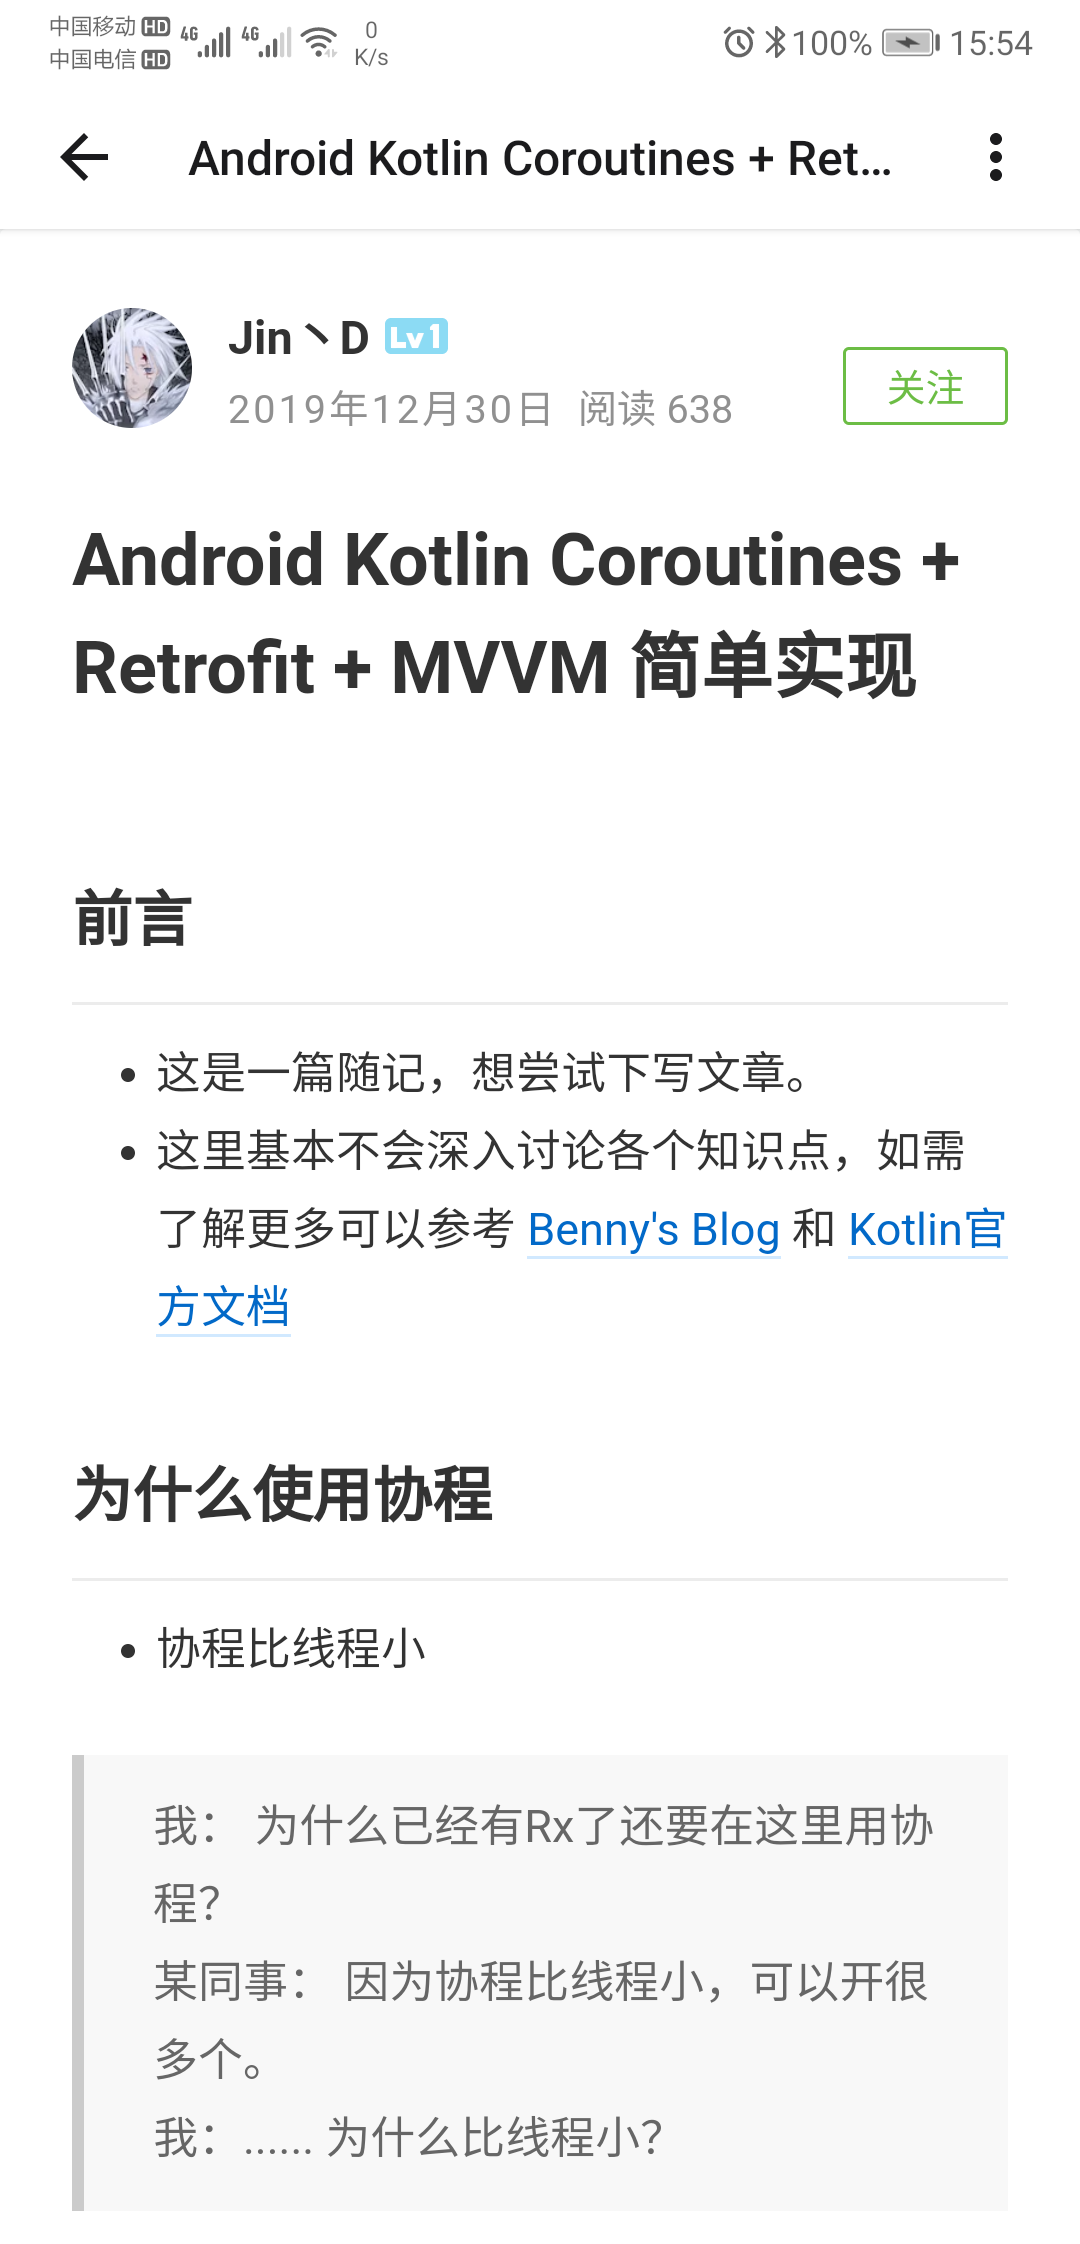 中国移动 HD 4G 4G 0 100% 15:54
中国电信 HD K/s
Android Kotlin Coroutines + Ret...
Jin丶D Lv1
2019年12月30日 阅读 638
关注
Android Kotlin Coroutines +
Retrofit + MVVM 简单实现
前言
这是一篇随记，想尝试下写文章。
这里基本不会深入讨论各个知识点，如需
了解更多可以参考 Benny's Blog 和 Kotlin官
方文档
为什么使用协程
协程比线程小
我： 为什么已经有Rx了还要在这里用协
程？
某同事： 因为协程比线程小，可以开很
多个。
我：...... 为什么比线程小？